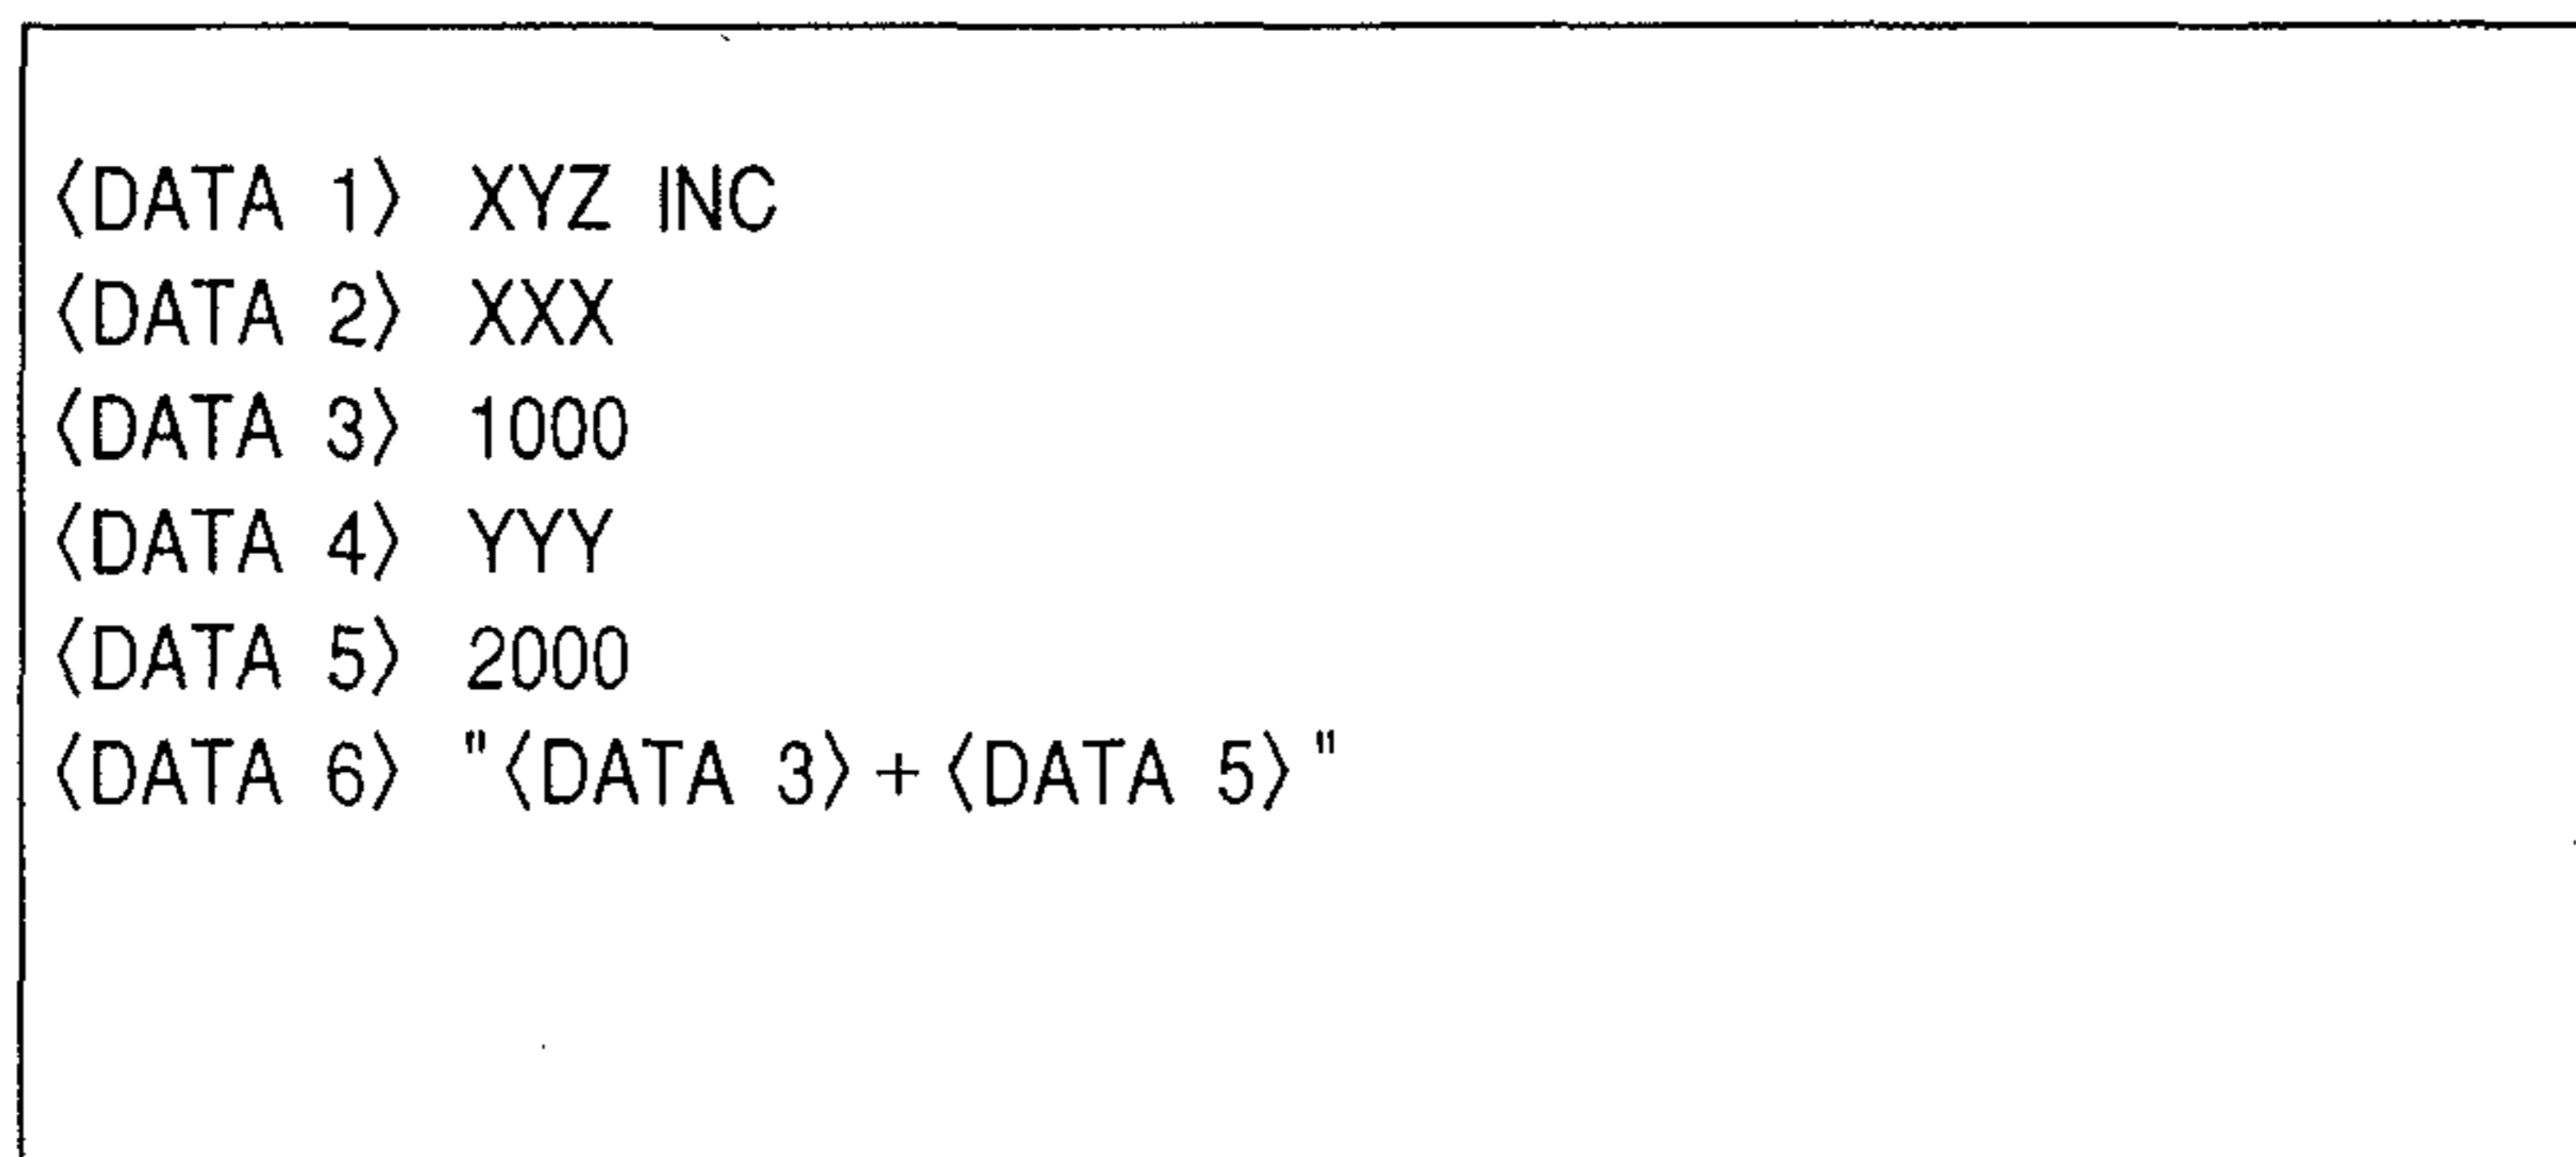 〈DATA 1〉 XYZ INC
〈DATA 2〉 XXX
〈DATA 3〉 1000
〈DATA 4〉 YYY
〈DATA 5〉 2000
〈DATA 6〉 "〈DATA 3〉+〈DATA 5〉"